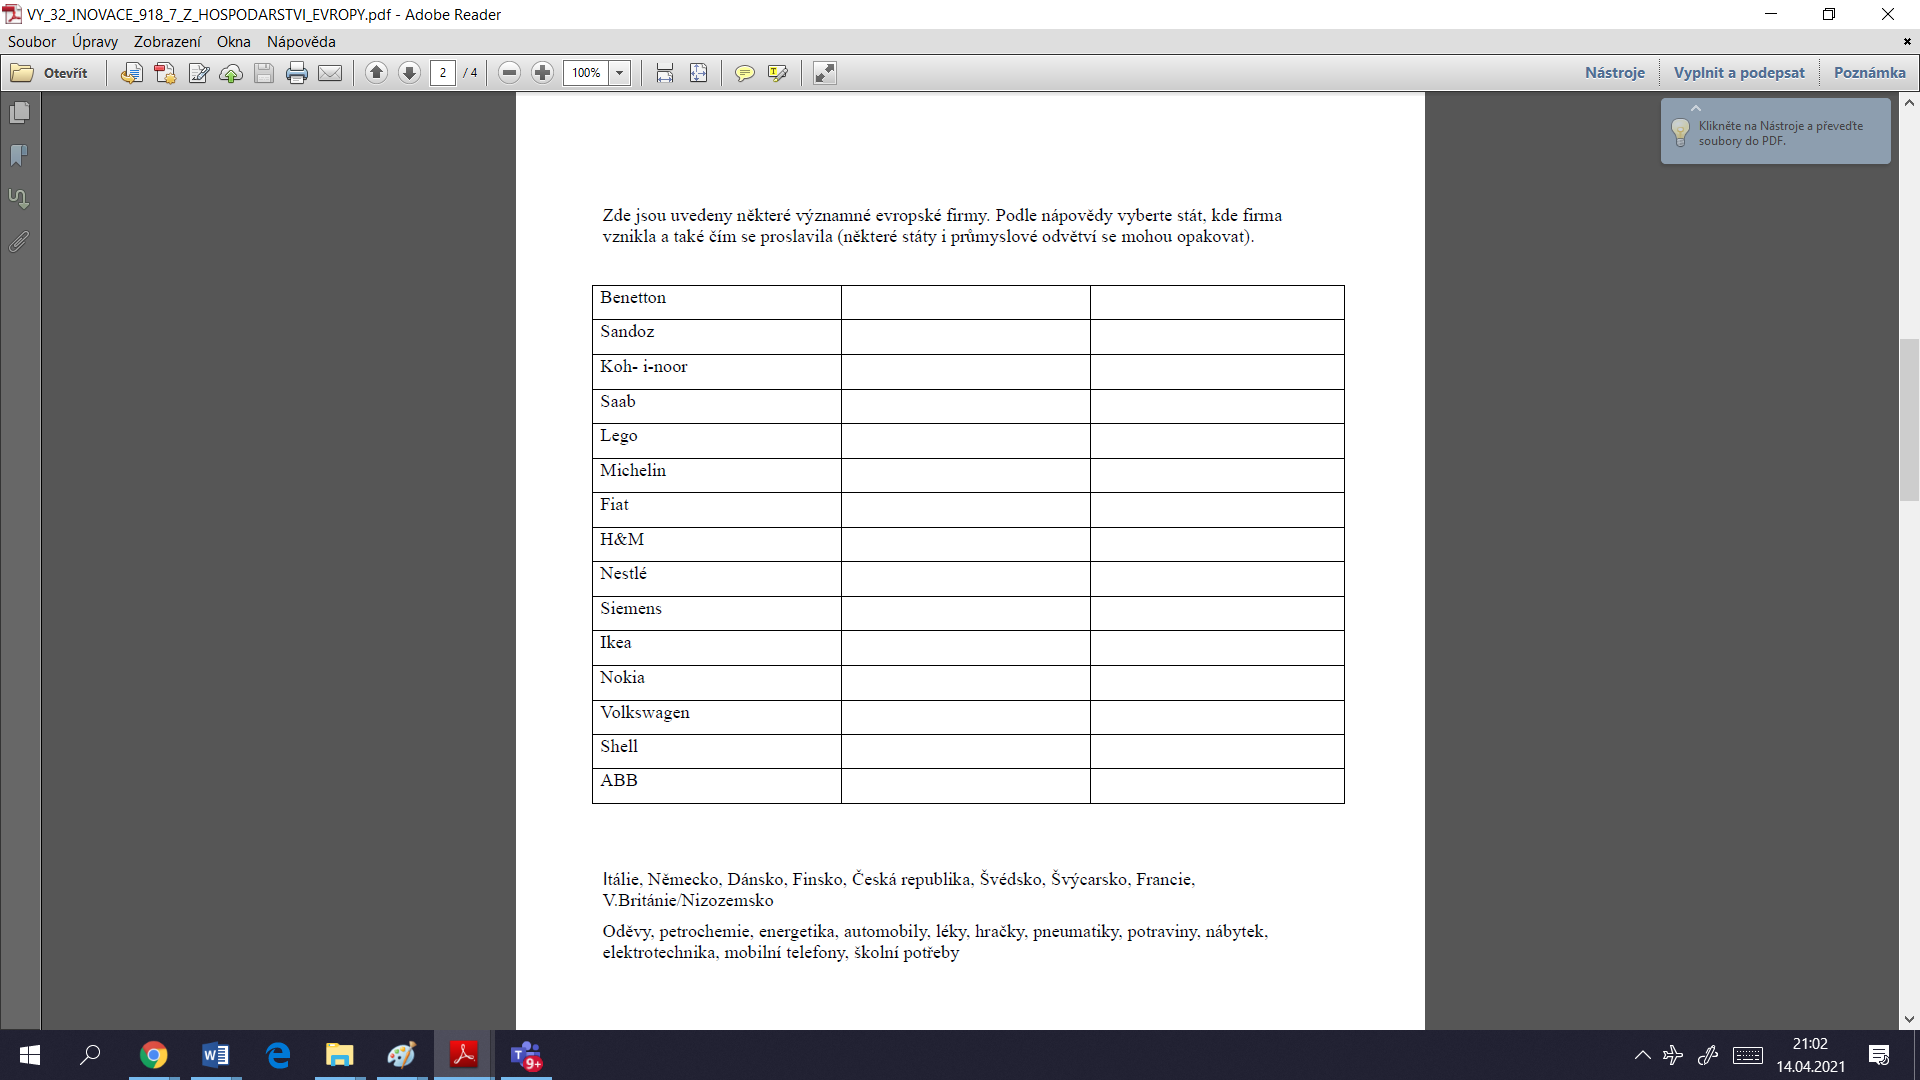 VY_32_INOVACE_918_7_Z_HOSPODARSTVI_EVROPY.pdf - Adobe Reader
Soubor Úpravy Zobrazení Okna Nápověda
Otevřít 2 / 4 100% Nástroje Vyplnit a podepsat Poznámka
Klikněte na Nástroje a převeďte
soubory do PDF.
Zde jsou uvedeny některé významné evropské firmy. Podle nápovědy vyberte stát, kde firma
vznikla a také čím se proslavila (některé státy i průmyslové odvětví se mohou opakovat).
Benetton
Sandoz
Koh- i-noor
Saab
Lego
Michelin
Fiat
H&M
Nestlé
Siemens
Ikea
Nokia
Volkswagen
Shell
ABB
Itálie, Německo, Dánsko, Finsko, Česká republika, Švédsko, Švýcarsko, Francie,
V.Británie/Nizozemsko
Oděvy, petrochemie, energetika, automobily, léky, hračky, pneumatiky, potraviny, nábytek,
elektrotechnika, mobilní telefony, školní potřeby
9+
21:02
14.04.2021